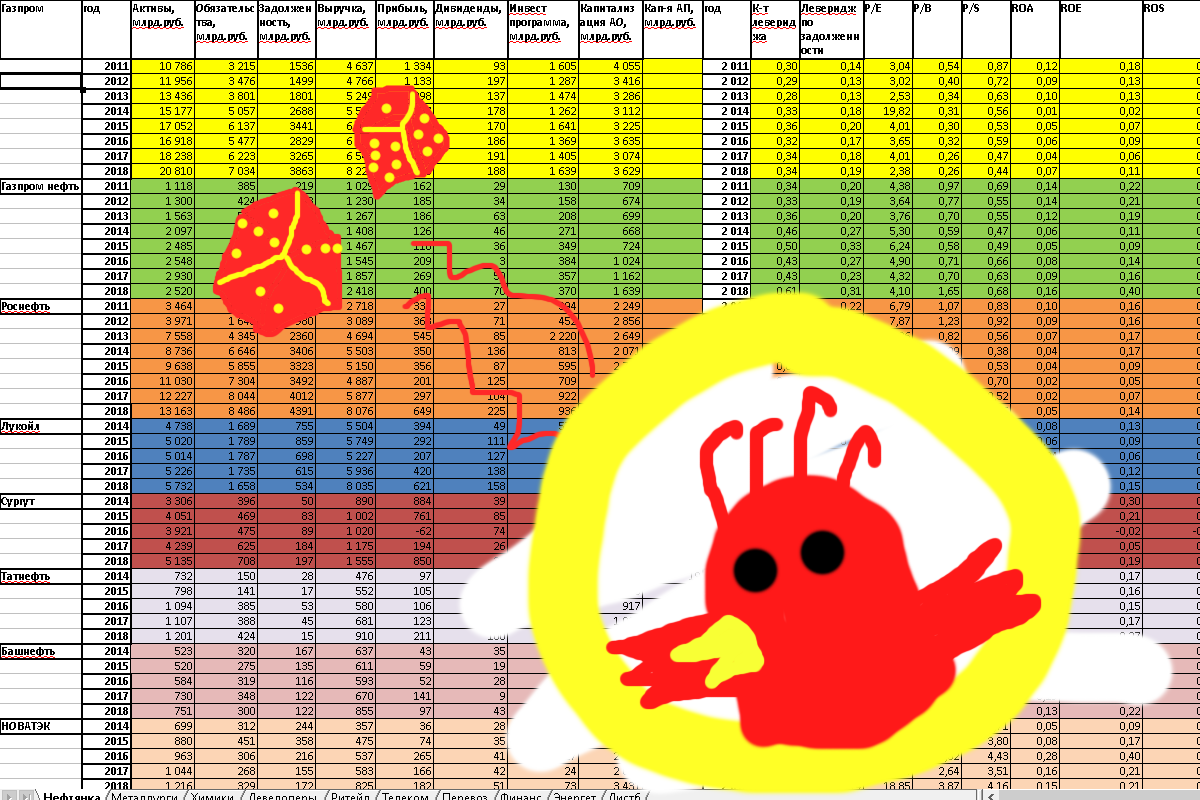 Газпром год Активы, млрд.руб. Обязательства, млрд.руб. Задолженность, млрд.руб. Выручка, млрд.руб. Прибыль, млрд.руб. Дивиденды, млрд.руб. Инвест программа, млрд.руб. Капитализация АО, млрд.руб. Кап-я АП, млрд.руб. год К-т левериджа Леверидж по задолженности P/E P/B P/S ROA ROE ROS
2011 10 786 3 215 1536 4 637 1 334 93 1 605 4 055 2 011 0,30 0,14 3,04 0,54 0,87 0,12 0,18
2012 11 956 3 476 1499 4 766 1 133 197 1 287 3 416 2 012 0,29 0,13 3,02 0,40 0,72 0,09 0,13
2013 13 436 3 801 1801 5 249 137 1 474 3 286 2 013 0,28 0,13 2,53 0,34 0,63 0,10 0,13
2014 15 177 5 057 2688 178 1 262 3 112 2 014 0,33 0,18 19,82 0,31 0,56 0,01 0,02
2015 17 052 6 137 3441 170 1 641 3 225 2 015 0,36 0,20 4,01 0,30 0,53 0,05 0,07
2016 16 918 5 477 2829 186 1 369 3 635 2 016 0,32 0,17 3,65 0,32 0,59 0,06 0,09
2017 18 238 6 223 3265 191 1 405 3 074 2 017 0,34 0,18 4,01 0,26 0,47 0,04 0,06
2018 20 810 7 034 3863 188 1 639 3 629 2 018 0,34 0,19 2,38 0,26 0,44 0,07 0,11
Газпром нефть 2011 1 118 385 219 1 029 162 29 130 709 2 011 0,34 0,20 4,38 0,97 0,69 0,14 0,22
2012 1 300 424 1 230 185 34 158 674 2 012 0,33 0,19 3,64 0,77 0,55 0,14 0,21
2013 1 563 1 267 186 63 208 699 2 013 0,36 0,20 3,76 0,70 0,55 0,12 0,19
2014 2 097 1 408 126 46 271 668 2 014 0,46 0,27 5,30 0,59 0,47 0,06 0,11
2015 2 485 1 467 36 349 724 2 015 0,50 0,33 6,24 0,58 0,49 0,05 0,09
2016 2 548 1 545 209 3 384 1 024 2 016 0,43 0,27 4,90 0,71 0,66 0,08 0,14
2017 2 930 1 857 269 357 1 162 2 017 0,43 0,23 4,32 0,70 0,63 0,09 0,16
2018 2 520 2 418 400 70 370 1 639 2 018 0,61 0,31 4,10 1,65 0,68 0,16 0,40
Роснефть 2011 3 464 2 718 27 2 249 0,22 6,79 1,07 0,83 0,10 0,16
2012 3 971 3 089 71 452 2 856 7,87 1,23 0,92 0,09 0,16
2013 7 558 4 345 2360 4 694 545 85 2 220 2 649 0,82 0,56 0,07 0,17
2014 8 736 6 646 3406 5 503 350 136 813 0,38 0,04 0,17
2015 9 638 5 855 3323 5 150 356 87 595 0,53 0,04 0,09
2016 11 030 7 304 3492 4 887 201 125 709 0,70 0,02 0,05
2017 12 227 8 044 4012 5 877 297 104 922 0,02 0,07
2018 13 163 8 486 4391 8 076 649 225 0,05 0,14
Лукойл 2014 4 738 1 689 755 5 504 394 49 0,08 0,13
2015 5 020 1 789 859 5 749 292 111 0,09
2016 5 014 1 787 698 5 227 207 127 0,06
2017 5 226 1 735 615 5 936 420 138 0,12
2018 5 732 1 658 534 8 035 621 158 0,15
Сургут 2014 3 306 396 50 890 884 39 0,30
2015 4 051 469 83 1 002 761 85 0,21
2016 3 921 475 89 1 020 -62 74 -0,02
2017 4 239 625 184 1 175 194 26 0,05
2018 5 135 708 197 1 555 850 0,19
Татнефть 2014 732 150 28 476 97 0,17
2015 798 141 17 552 105 0,16
2016 1 094 385 53 580 106 917 0,15
2017 1 107 388 45 681 123 0,17
2018 1 201 424 15 910 211
Башнефть 2014 523 320 167 637 43 35
2015 520 275 135 611 59 19
2016 584 319 116 593 52 28
2017 730 348 122 670 141 9
2018 751 300 122 855 97 43 0,13 0,22
НОВАТЭК 2014 699 312 244 357 36 28 0,05 0,09
2015 880 451 358 475 74 35 3,80 0,08 0,17
2016 963 306 216 537 265 41 4,43 0,28 0,40
2017 1 044 268 155 583 166 42 24 2,64 3,51 0,16 0,21
2018 1 216 329 172 825 182 51 73 18,85 3,87 4,16 0,15 0,21
Нефтянка Металлурги Химики Девелоперы Ритейл Телеком Перевоз Финанс Энергет Дистб